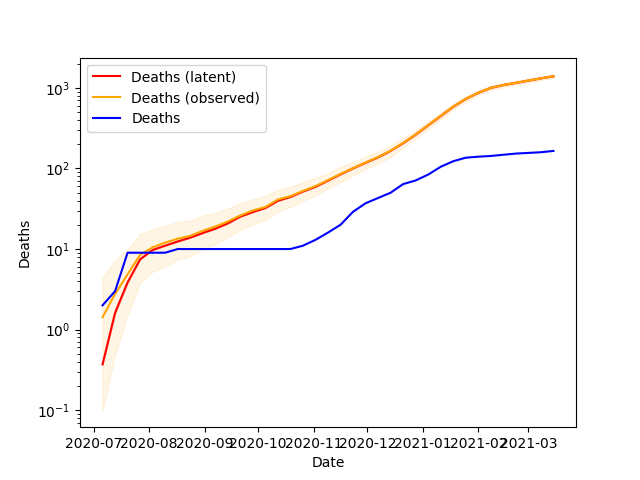 Deaths (latent)
Deaths (observed)
Deaths
10³
10²
10¹
10⁰
10⁻¹
Deaths
2020-07 2020-08 2020-09 2020-10 2020-11 2020-12 2021-01 2021-02 2021-03
Date